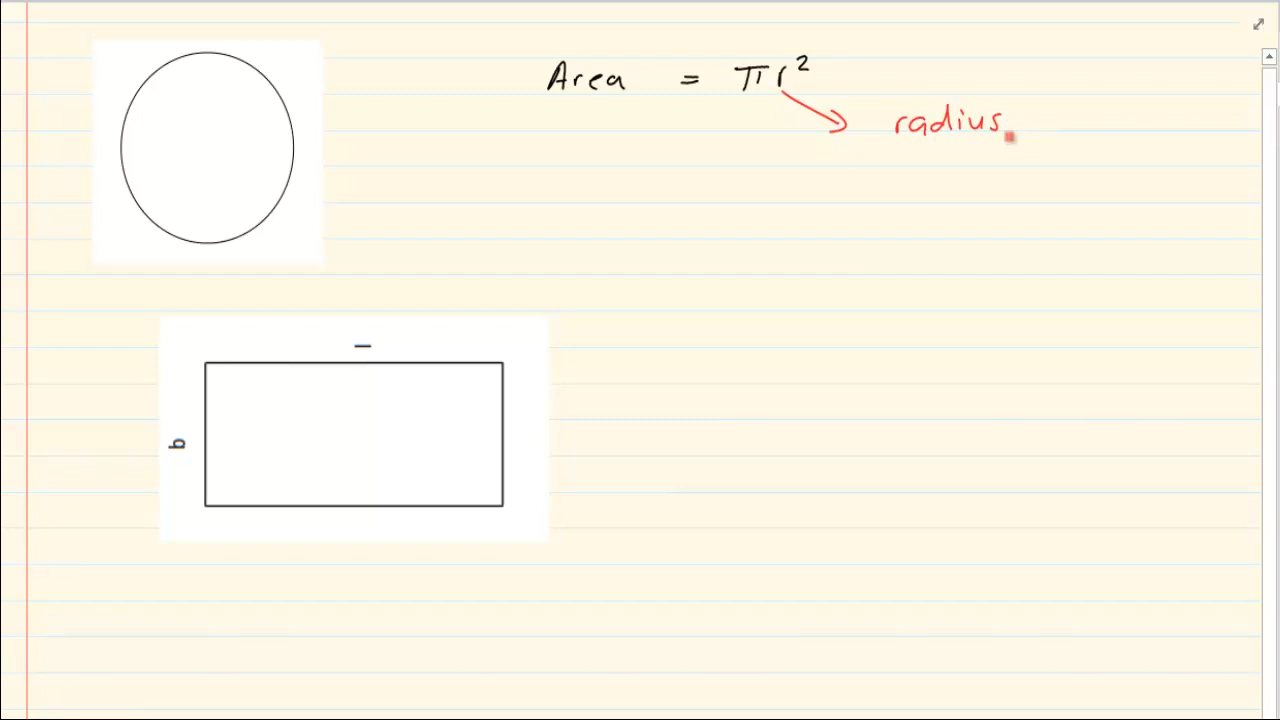 Area = πr²
radius
l
b